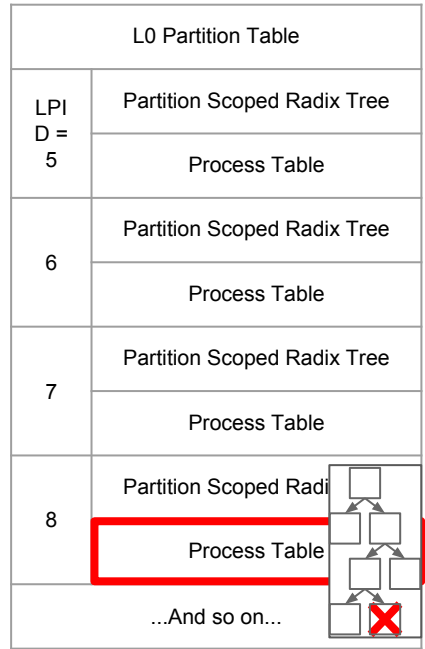 L0 Partition Table
LPI
D =
5
Partition Scoped Radix Tree
Process Table
6
Partition Scoped Radix Tree
Process Table
7
Partition Scoped Radix Tree
Process Table
8
Partition Scoped Radi
Process Table
...And so on...